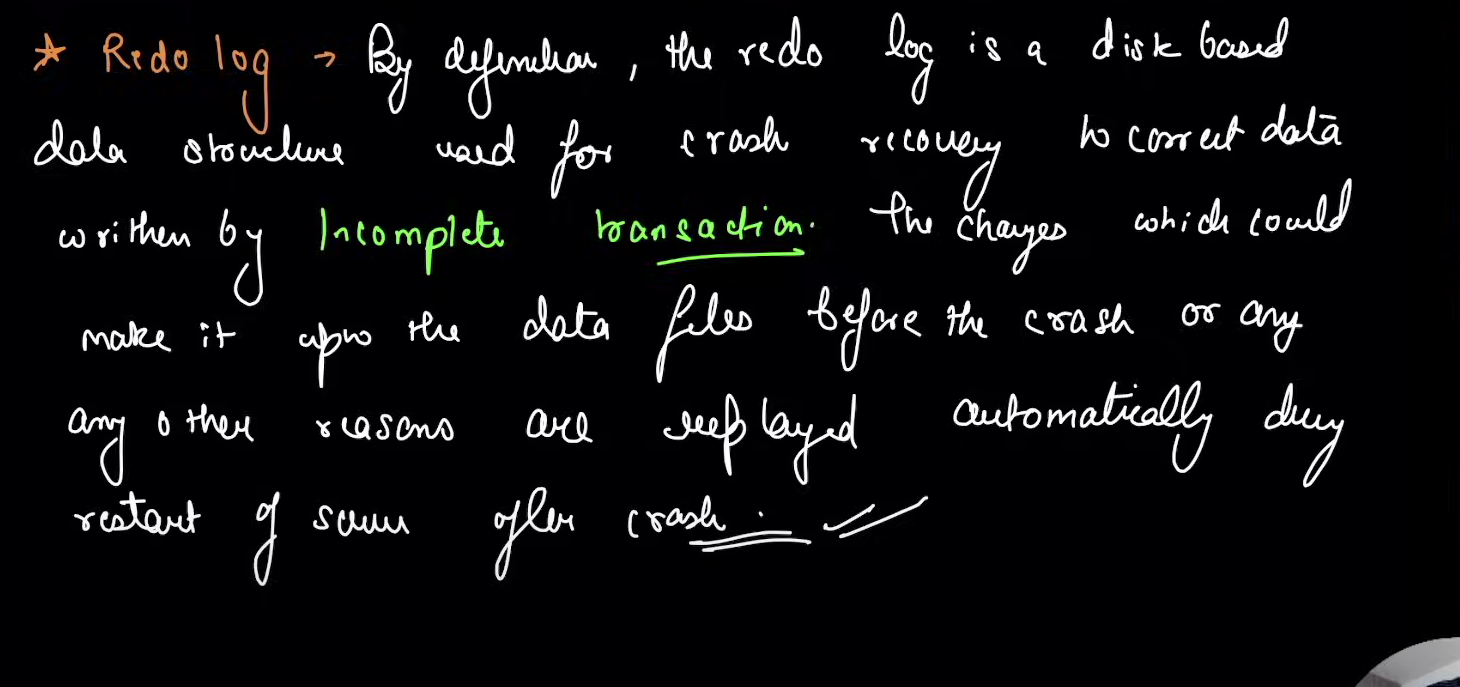 * Redo log → By definition, the redo log is a disk based
data structure used for crash recovery to correct data
written by Incomplete transaction. The changes which could
make it upto the data files before the crash or any
any other reasons are replayed automatically
restart of after crash.